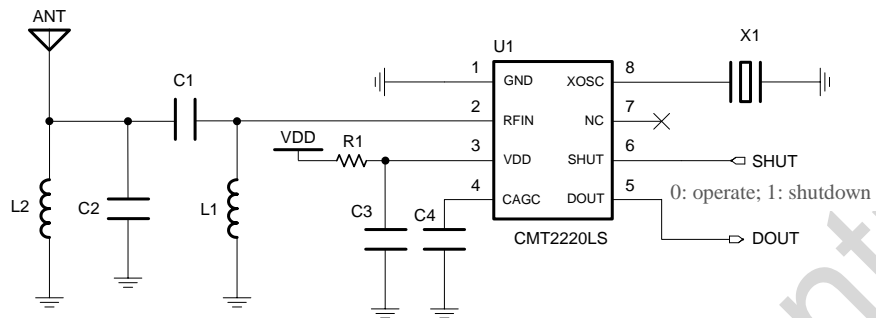 ANT
U1
X1
C1
1
GND
XOSC
8
2
RFIN
NC
7
VDD
R1
3
VDD
SHUT
6
SHUT
4
CAGC
DOUT
5
0: operate; 1: shutdown
L2
C2
L1
C3
C4
CMT2220LS
DOUT